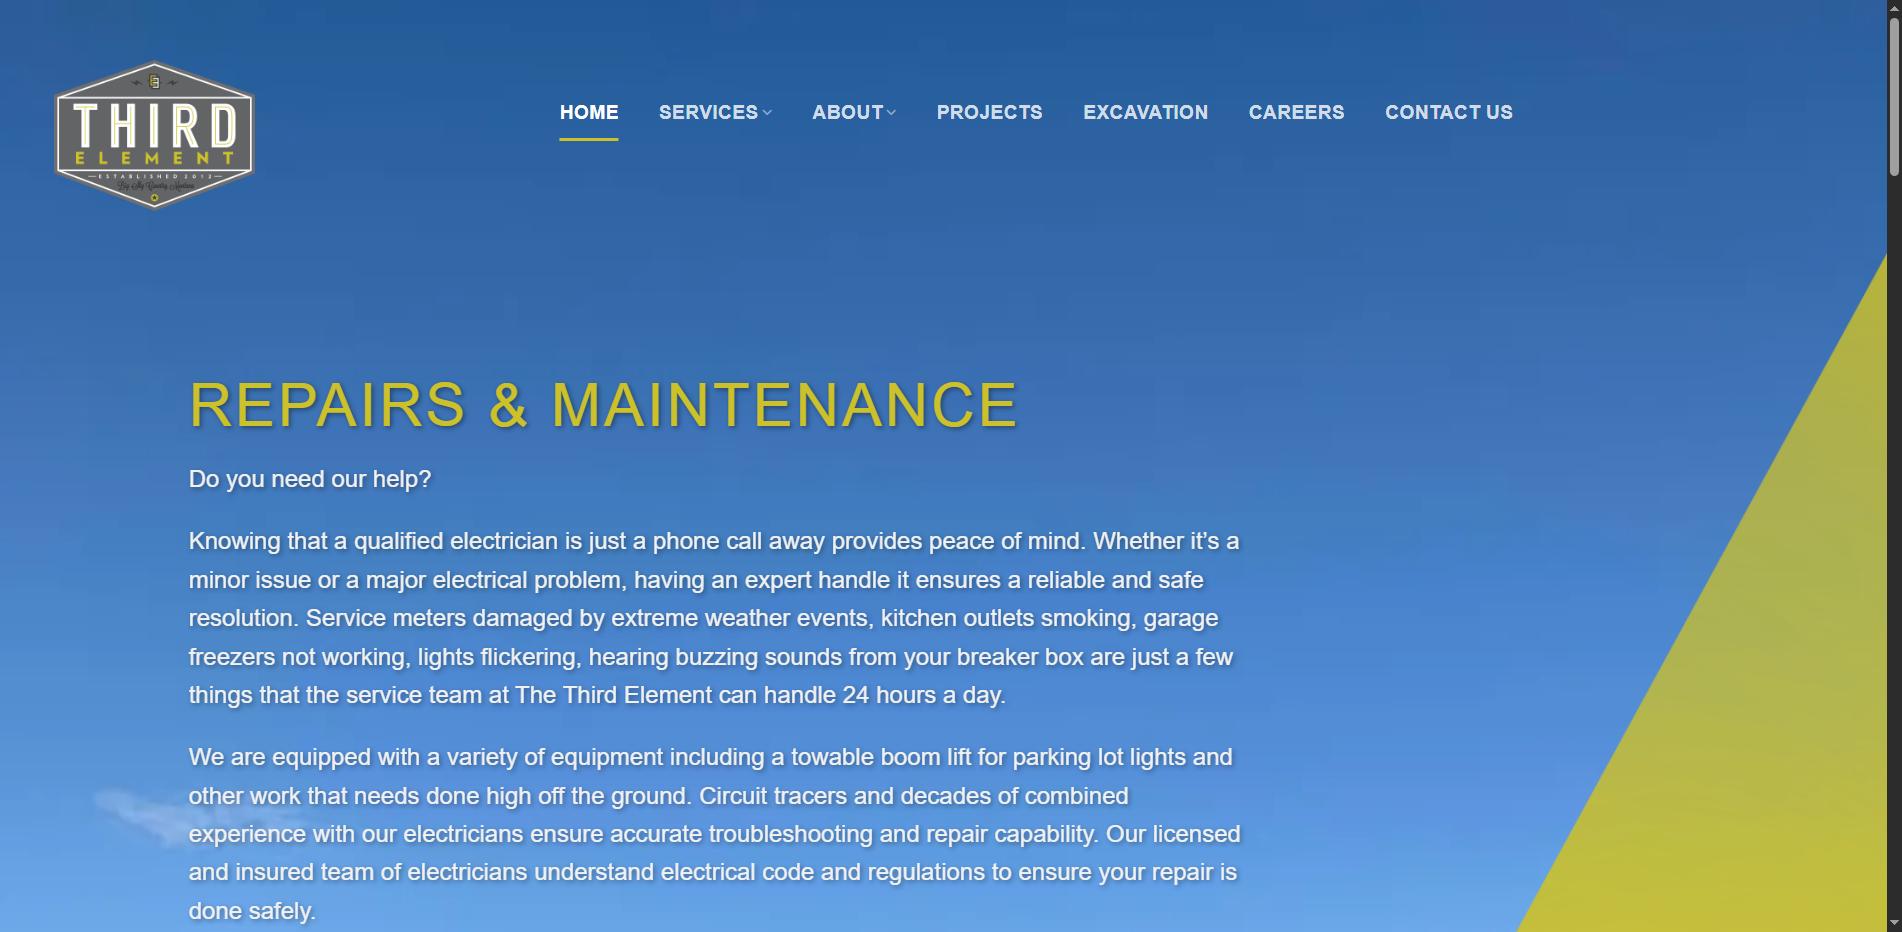 THIRD
ELEMENT
ESTABLISHED 2012
Big Sky Country Montana
HOME
SERVICES
ABOUT
PROJECTS
EXCAVATION
CAREERS
CONTACT US
REPAIRS & MAINTENANCE
Do you need our help?
Knowing that a qualified electrician is just a phone call away provides peace of mind. Whether it’s a
minor issue or a major electrical problem, having an expert handle it ensures a reliable and safe
resolution. Service meters damaged by extreme weather events, kitchen outlets smoking, garage
freezers not working, lights flickering, hearing buzzing sounds from your breaker box are just a few
things that the service team at The Third Element can handle 24 hours a day.
We are equipped with a variety of equipment including a towable boom lift for parking lot lights and
other work that needs done high off the ground. Circuit tracers and decades of combined
experience with our electricians ensure accurate troubleshooting and repair capability. Our licensed
and insured team of electricians understand electrical code and regulations to ensure your repair is
done safely.